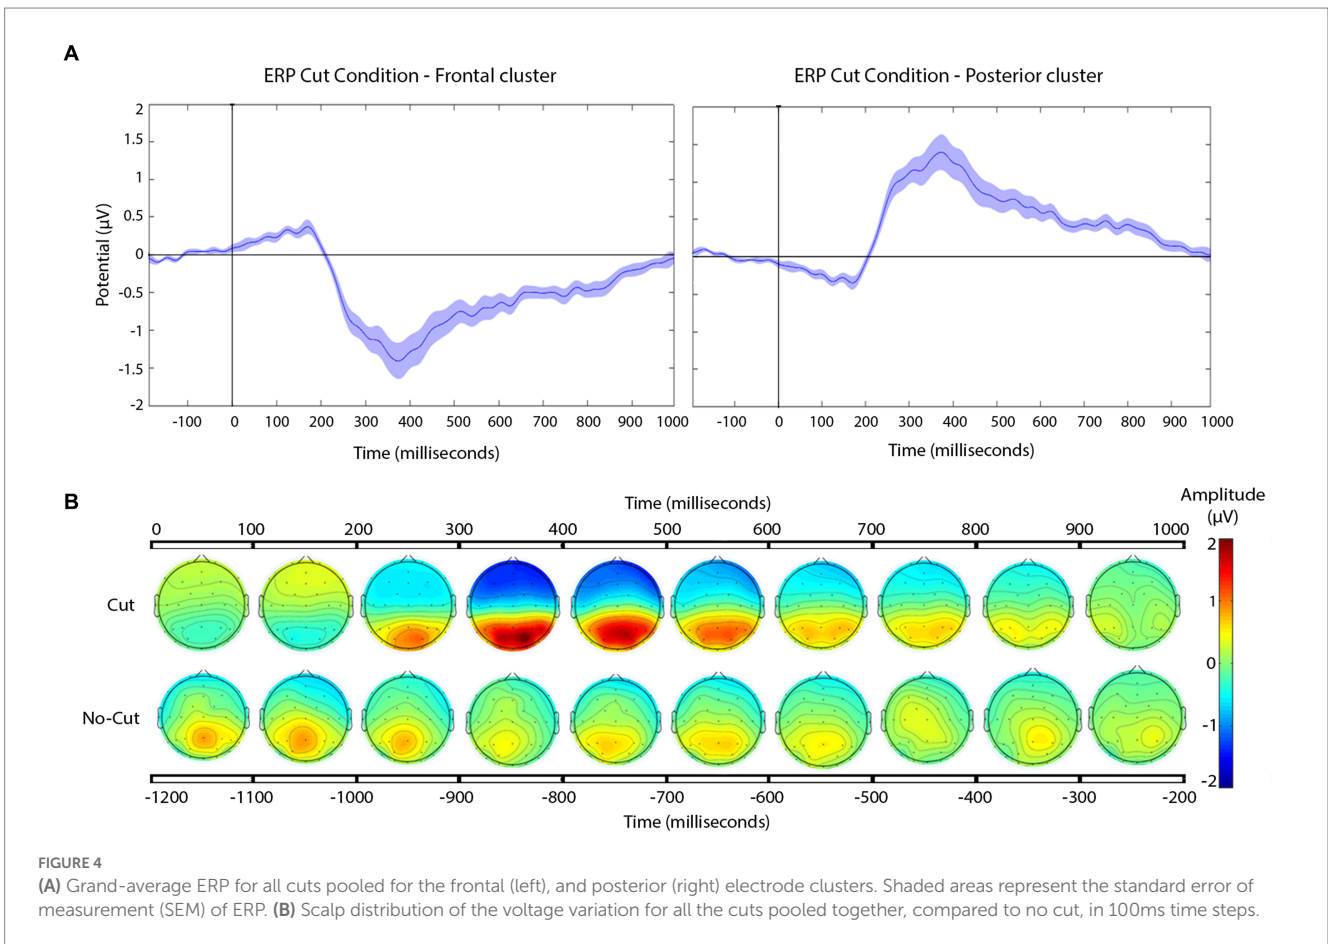 A
ERP Cut Condition - Frontal cluster
ERP Cut Condition - Posterior cluster
2
1.5
1
0.5
0
-0.5
-1
-1.5
-2
Potential (µV)
-100 0 100 200 300 400 500 600 700 800 900 1000
Time (milliseconds)
-100 0 100 200 300 400 500 600 700 800 900 1000
Time (milliseconds)
B
Time (milliseconds)
Amplitude
(µV)
0 100 200 300 400 500 600 700 800 900 1000
2
1
0
-1
-2
Cut
No-Cut
-1200 -1100 -1000 -900 -800 -700 -600 -500 -400 -300 -200
Time (milliseconds)
FIGURE 4
(A) Grand-average ERP for all cuts pooled for the frontal (left), and posterior (right) electrode clusters. Shaded areas represent the standard error of
measurement (SEM) of ERP. (B) Scalp distribution of the voltage variation for all the cuts pooled together, compared to no cut, in 100ms time steps.